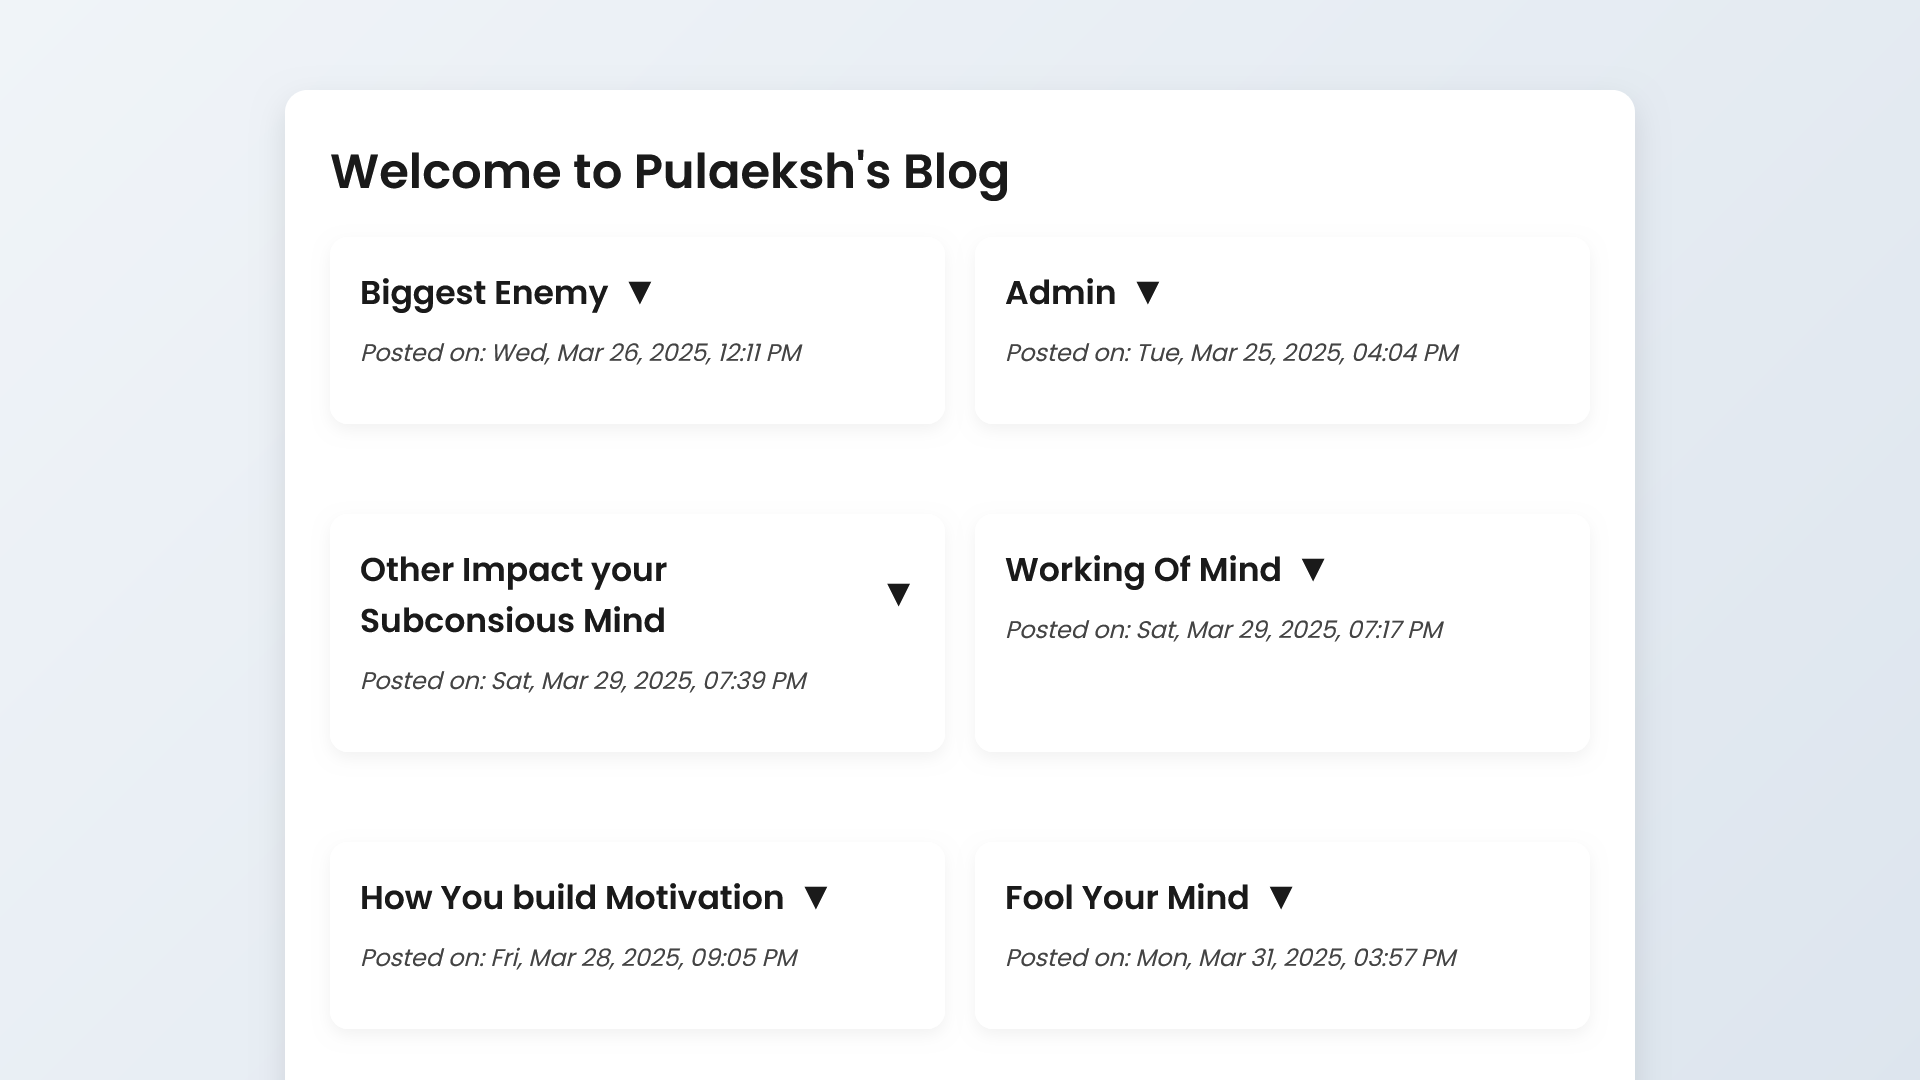 Welcome to Pulaeksh's Blog
Biggest Enemy ▼
Posted on: Wed, Mar 26, 2025, 12:11 PM
Admin ▼
Posted on: Tue, Mar 25, 2025, 04:04 PM
Other Impact your
Subconsious Mind ▼
Posted on: Sat, Mar 29, 2025, 07:39 PM
Working Of Mind ▼
Posted on: Sat, Mar 29, 2025, 07:17 PM
How You build Motivation ▼
Posted on: Fri, Mar 28, 2025, 09:05 PM
Fool Your Mind ▼
Posted on: Mon, Mar 31, 2025, 03:57 PM